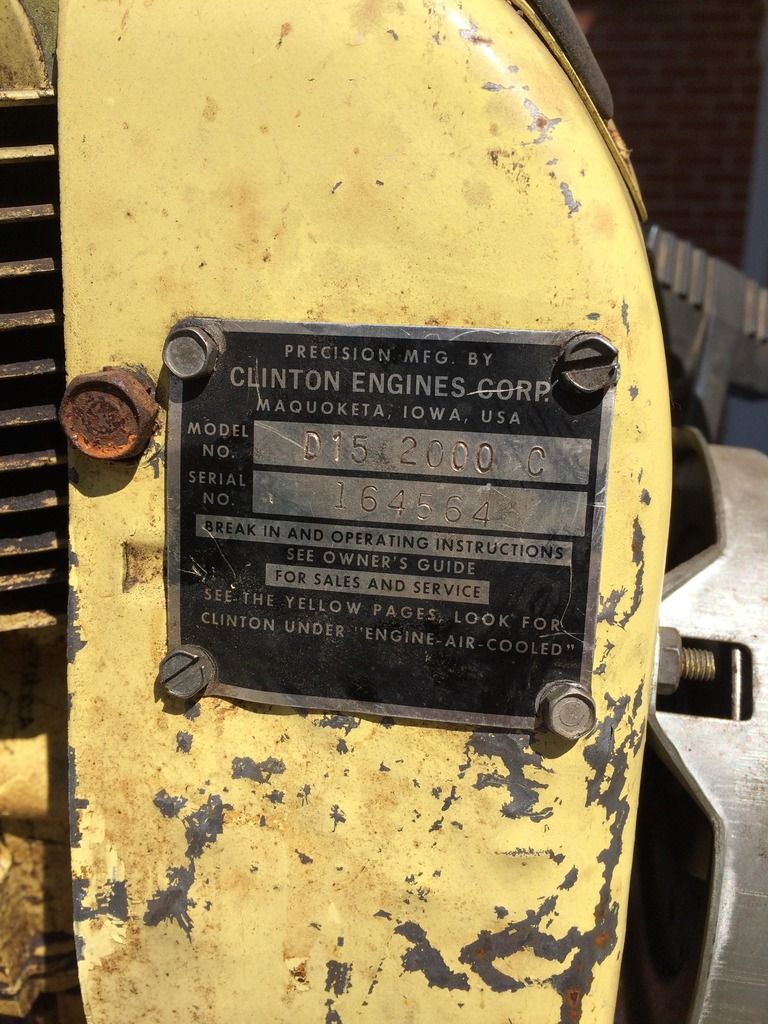 PRECISION MFG. BY
CLINTON ENGINES CORP.
MAQUOKETA, IOWA, USA
MODEL NO. D15 2000 C
SERIAL NO. 164564
BREAK IN AND OPERATING INSTRUCTIONS
SEE OWNER'S GUIDE
FOR SALES AND SERVICE
SEE THE YELLOW PAGES, LOOK FOR
CLINTON UNDER "ENGINE-AIR-COOLED"